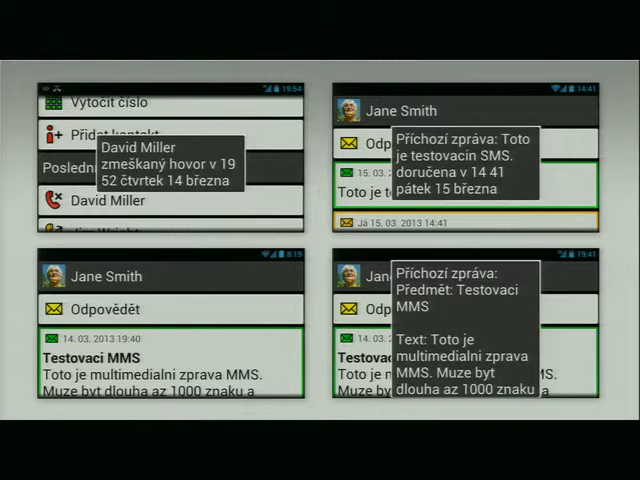 19:54
Vytočit číslo
Přidat kontakt
David Miller
zmeškaný hovor v 19
52 čtvrtek 14 března
Poslední
David Miller
14:41
Jane Smith
Odp
Příchozí zpráva: Toto
je testovacin SMS.
doručena v 14 41
pátek 15 března
15. 03.
Toto je t
Já 15. 03. 2013 14:41
8:19
Jane Smith
Odpovědět
14. 03. 2013 19:40
Testovaci MMS
Toto je multimedialni zprava MMS.
Muze byt dlouha az 1000 znaku a
19:41
Jan
Odp
Příchozí zpráva:
Předmět: Testovaci
MMS
Text: Toto je
multimedialni zprava
MMS. Muze byt
dlouha az 1000 znaku
14. 03.
Testovac
Toto je m
MS.
Muze byt
u a